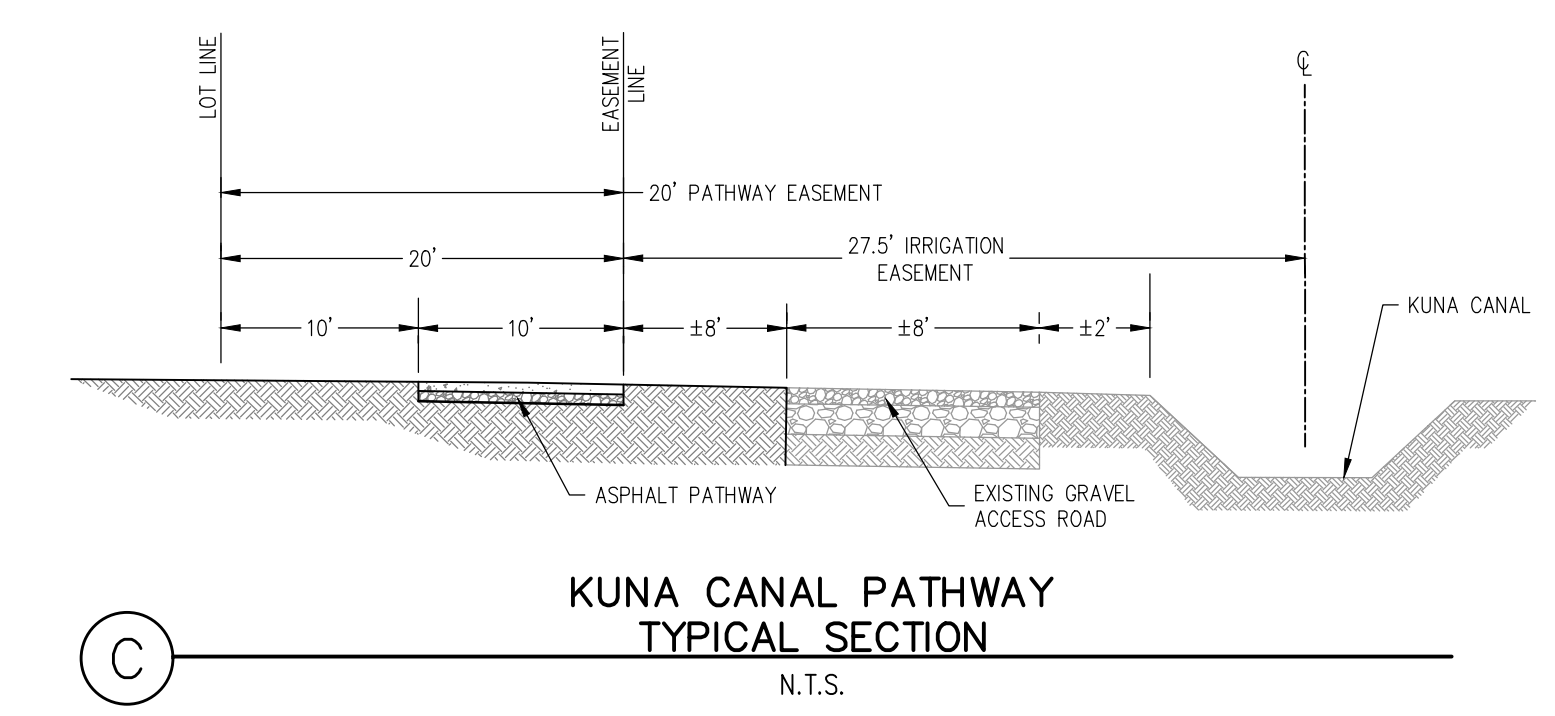 LOT LINE
EASEMENT
LINE
℄
20' PATHWAY EASEMENT
20'
27.5' IRRIGATION
EASEMENT
10'
10'
±8'
±8'
±2'
KUNA CANAL
ASPHALT PATHWAY
EXISTING GRAVEL
ACCESS ROAD
KUNA CANAL PATHWAY
TYPICAL SECTION
C
N.T.S.